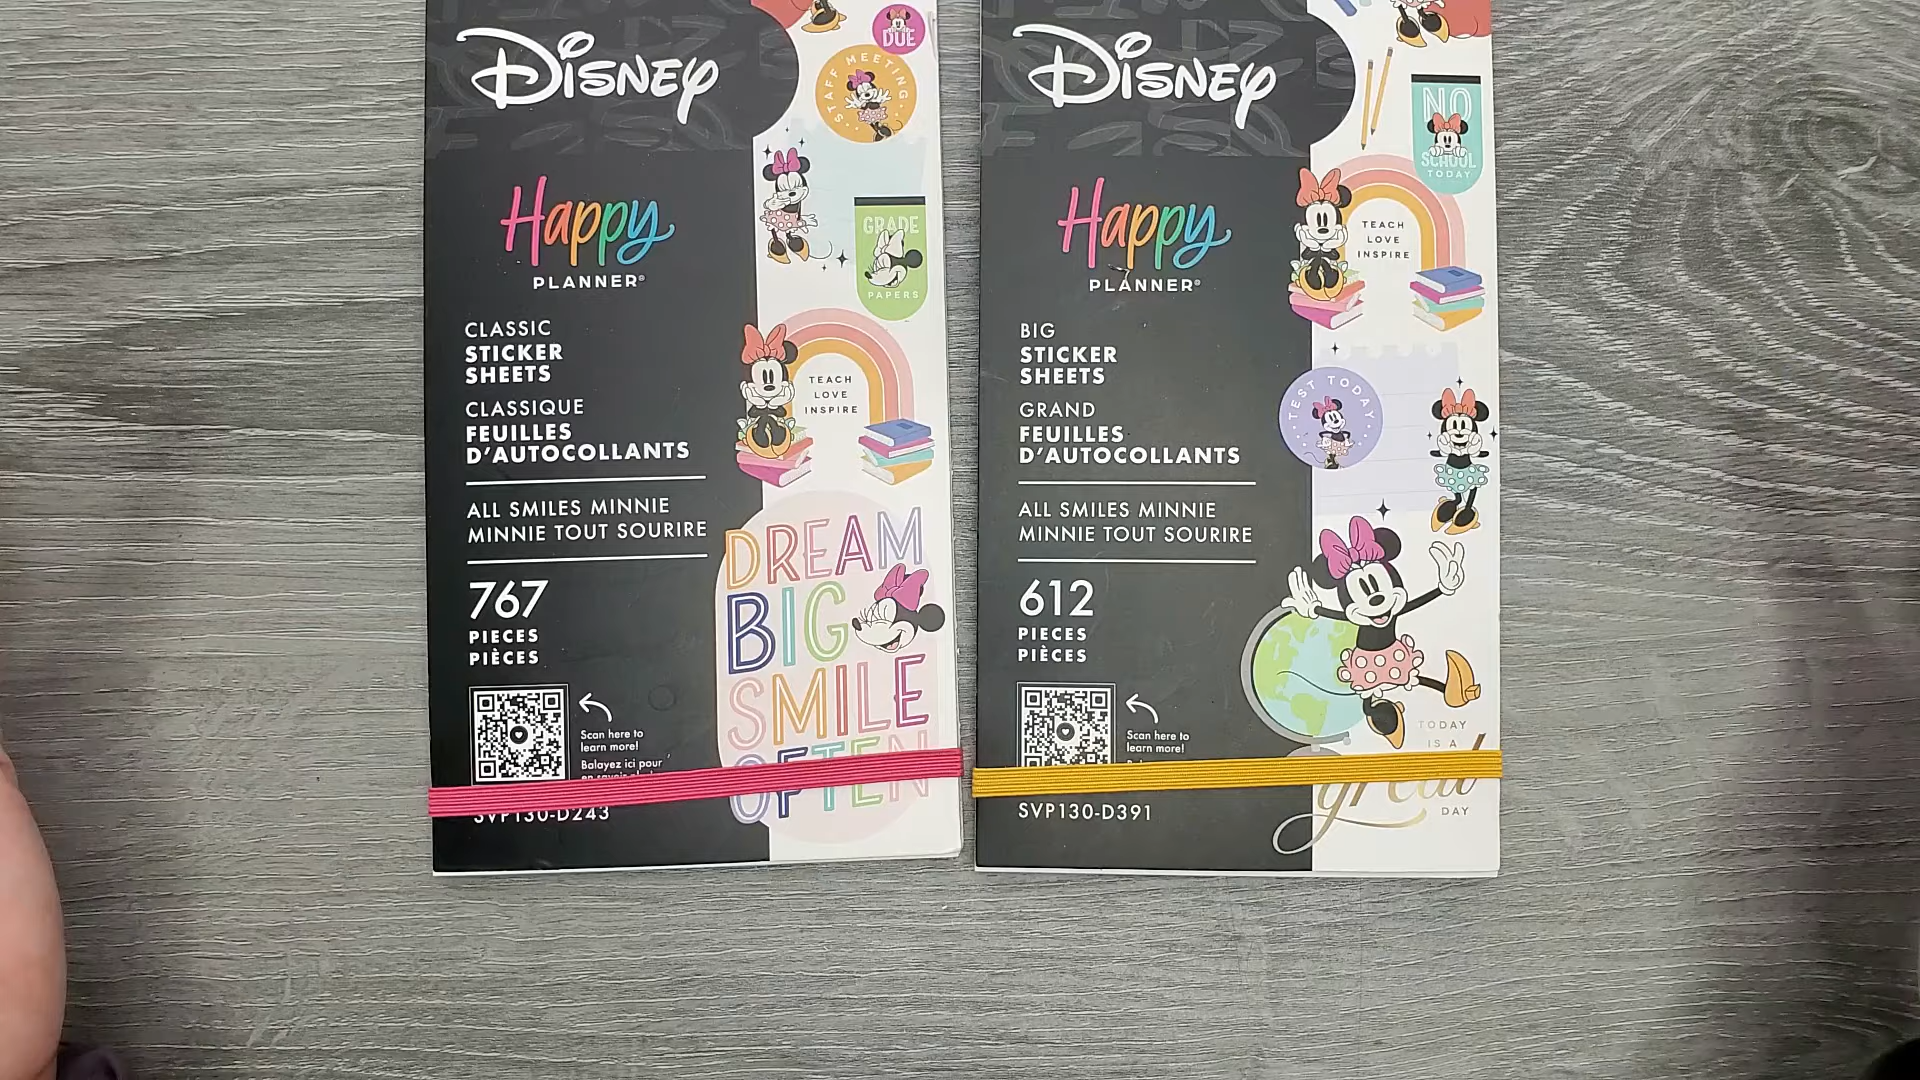 DISNEY
Happy
PLANNER®
CLASSIC
STICKER
SHEETS
CLASSIQUE
FEUILLES
D'AUTOCOLLANTS
ALL SMILES MINNIE
MINNIE TOUT SOURIRE
767
PIECES
PIÈCES
Scan here to
learn more!
Balayez ici pour
SVP130-D243
DUE
STAFF MEETING
GRADE
PAPERS
TEACH
LOVE
INSPIRE
DREAM
BIG
SMILE
OFTEN
DISNEY
Happy
PLANNER®
BIG
STICKER
SHEETS
GRAND
FEUILLES
D'AUTOCOLLANTS
ALL SMILES MINNIE
MINNIE TOUT SOURIRE
612
PIECES
PIÈCES
Scan here to
learn more!
SVP130-D391
NO
SCHOOL
TODAY
TEACH
LOVE
INSPIRE
TEST TODAY
TODAY
IS A
great
DAY